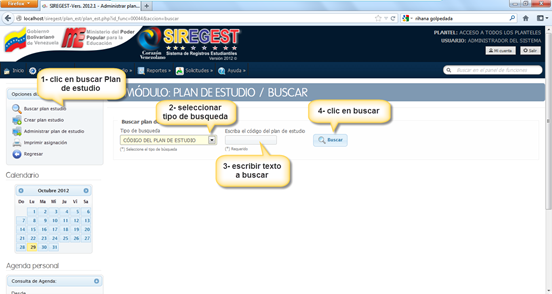 Firefox
SIREGEST-Vers. 2012.1 - Administrar plan...
localhost/siregest/plan_est/plan_est.php?id_func=00044&accion=buscar
rihana golpedada
Gobierno Bolivariano de Venezuela
Ministerio del Poder Popular para la Educación
Corazón Venezolano
SIREGEST
Sistema de Registros Estudiantiles
Versión 2012.1
PLANTEL: ACCESO A TODOS LOS PLANTELES
USUARIO: ADMINISTRADOR DEL SISTEMA
Mi cuenta
Salir
Inicio
Reportes
Solicitudes
Ayuda
Buscar en el panel de funciones
1- clic en buscar Plan de estudio
Opciones de
Buscar plan estudio
Crear plan estudio
Administrar plan de estudio
Imprimir asignación
Regresar
MÓDULO: PLAN DE ESTUDIO / BUSCAR
2- seleccionar tipo de busqueda
4- clic en buscar
Buscar plan de
Tipo de busqueda
Escriba el código del plan de estudio
CÓDIGO DEL PLAN DE ESTUDIO
Buscar
(*) Seleccione el tipo de búsqueda
(*) Requerido
3- escribir texto a buscar
Calendario
Octubre 2012
Do Lu Ma Mi Ju Vi Sa
1 2 3 4 5 6
7 8 9 10 11 12 13
14 15 16 17 18 19 20
21 22 23 24 25 26 27
28 29 30 31
Agenda personal
Consulta de Agenda:
Desde